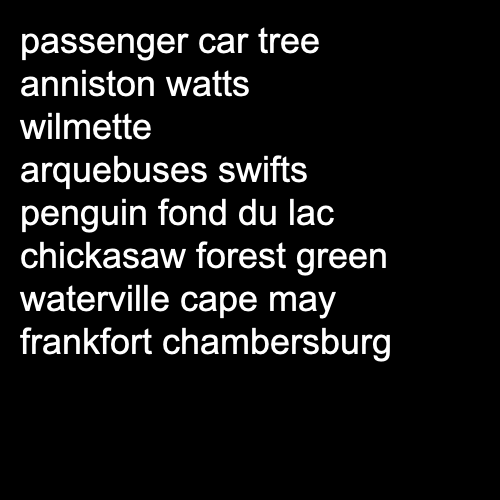 passenger car tree
anniston watts
wilmette
arquebuses swifts
penguin fond du lac
chickasaw forest green
waterville cape may
frankfort chambersburg